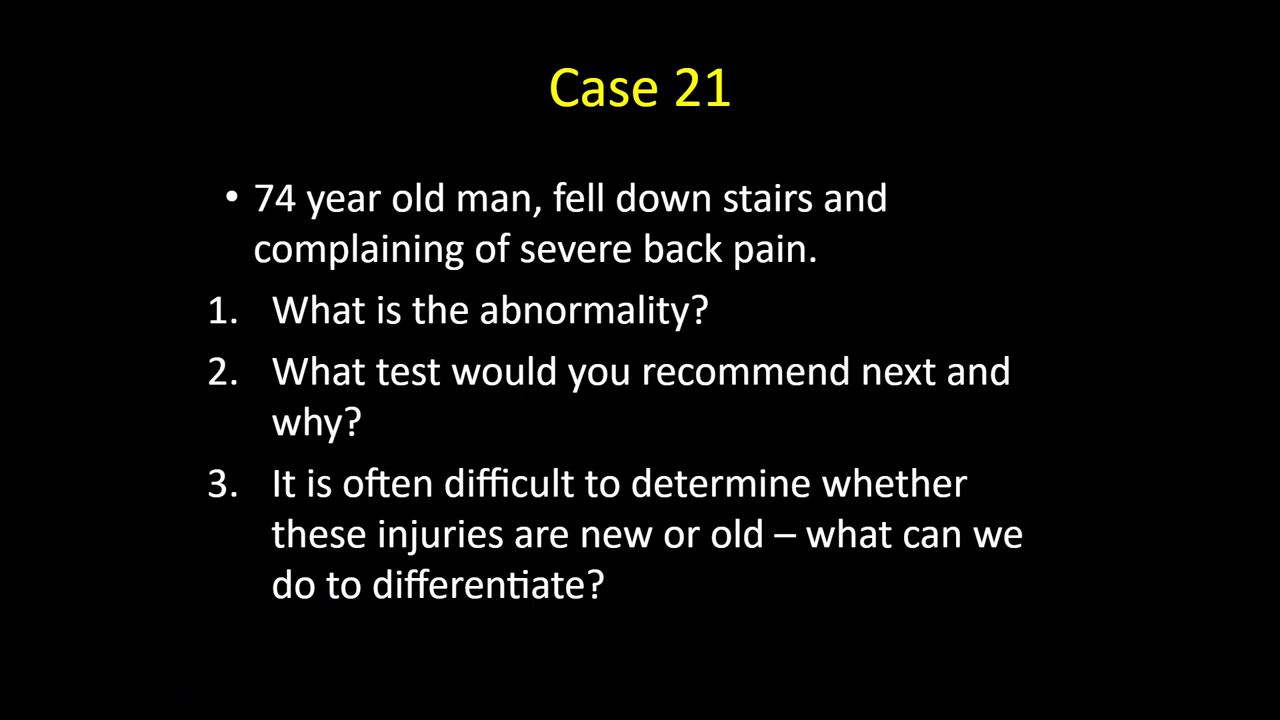 Case 21
• 74 year old man, fell down stairs and
complaining of severe back pain.
1. What is the abnormality?
2. What test would you recommend next and
why?
3. It is often difficult to determine whether
these injuries are new or old – what can we
do to differentiate?